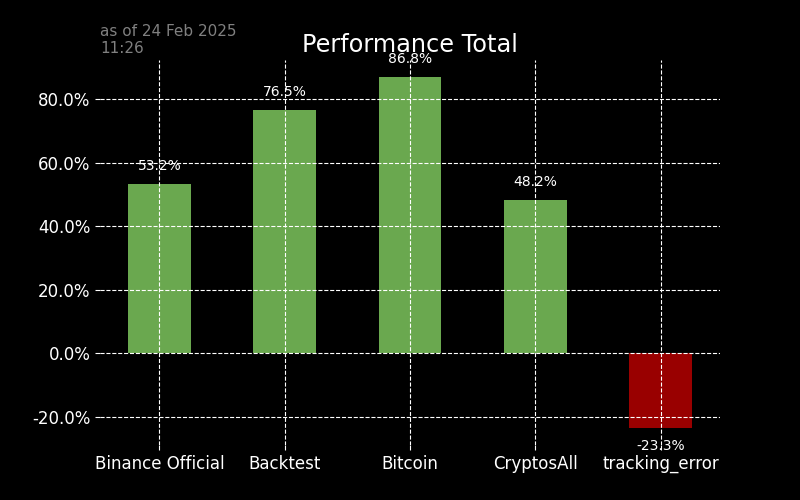 as of 24 Feb 2025
11:26
Performance Total
86.8%
80.0%
76.5%
60.0%
53.2%
48.2%
40.0%
20.0%
0.0%
-20.0%
-23.3%
Binance Official
Backtest
Bitcoin
CryptosAll
tracking_error